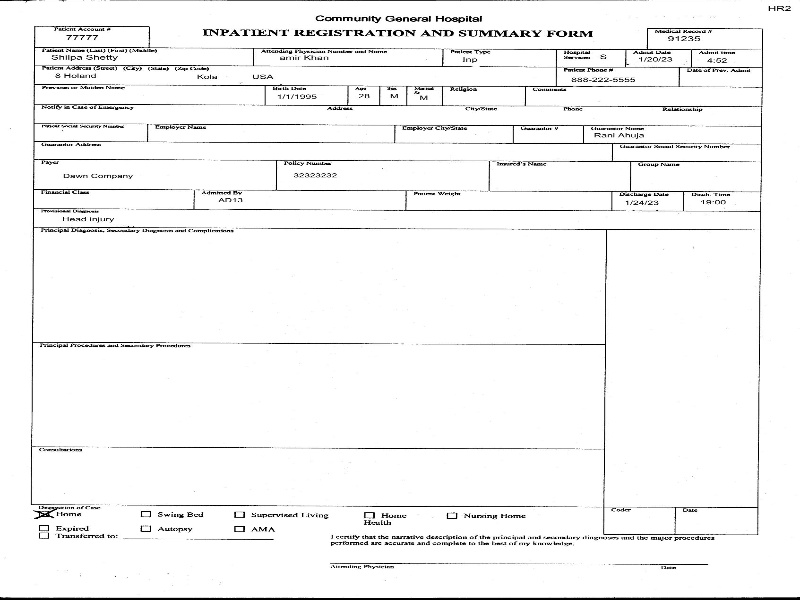 HR2
Community General Hospital
INPATIENT REGISTRATION AND SUMMARY FORM
Patient Account #
77777
Medical Record #
91235
Patient Name (Last) (First) (Middle)
Shilpa Shetty
Attending Physician Number and Name
amir Khan
Patient Type
Inp
Hospital Service S
Admit Date
1/20/23
Admit time
4:52
Patient Address (Street) (City) (State) (Zip Code)
8 Holand Kola USA
Patient Phone #
888-222-5555
Date of Prev. Admit
Previous or Maiden Name
Birth Date
1/1/1995
Age
28
Sex
M
Marital St
M
Religion
Comments
Notify in Case of Emergency Address City/State Phone Relationship
Patient Social Security Number
Employer Name
Employer City/State
Guarantor #
Guarantor Name
Rani Ahuja
Guarantor Address
Guarantor Social Security Number
Payer
Dawn Company
Policy Number
32323232
Insured's Name
Group Name
Financial Class
Admitted By
AD13
Patient Weight
Discharge Date
1/24/23
Disch. Time
19:00
Provisional Diagnosis
Head Injury
Principal Diagnosis, Secondary Diagnosis and Complications
Principal Procedures and Secondary Procedures
Consultations
Disposition of Case
Home
Swing Bed
Supervised Living
Home Health
Nursing Home
Expired
Autopsy
AMA
Transferred to:
Coder
Date
I certify that the narrative description of the principal and secondary diagnoses and the major procedures
performed are accurate and complete to the best of my knowledge.
Attending Physician
Date